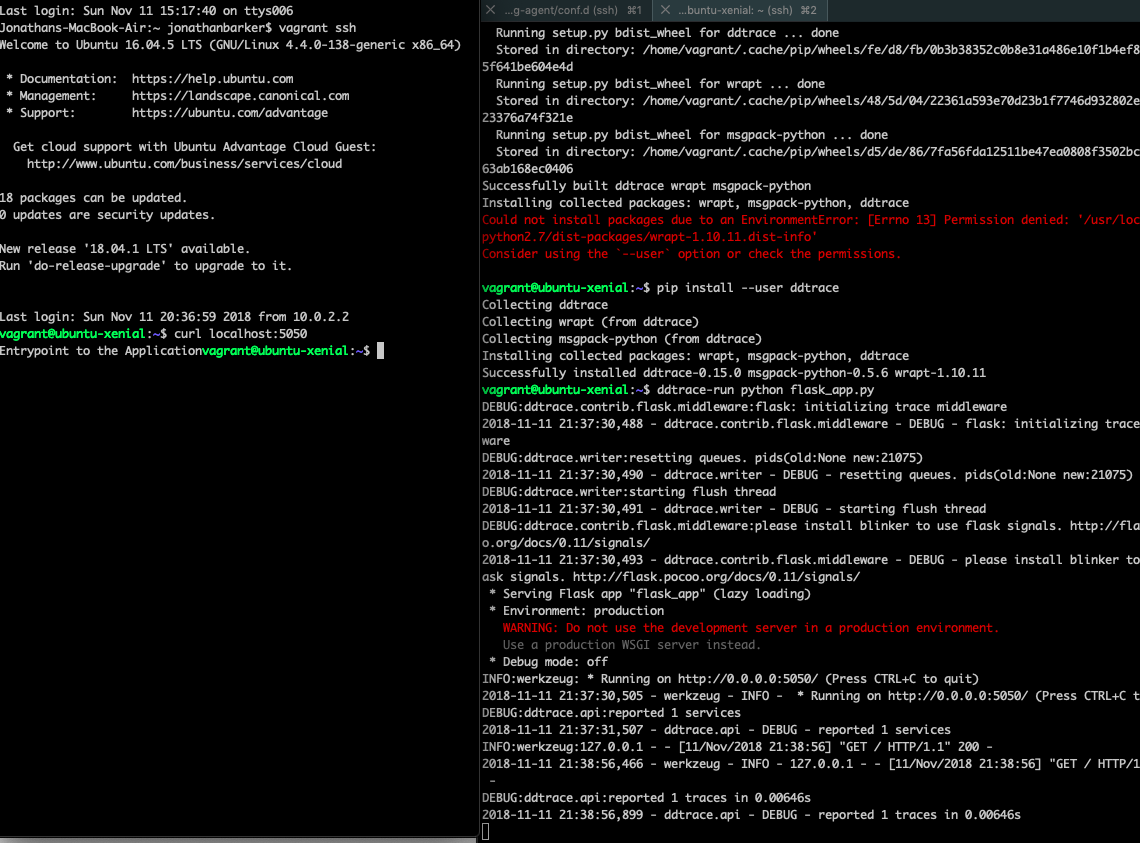 Last login: Sun Nov 11 15:17:40 on ttys006
Jonathans-MacBook-Air:~ jonathanbarker$ vagrant ssh
Welcome to Ubuntu 16.04.5 LTS (GNU/Linux 4.4.0-138-generic x86_64)
* Documentation:  https://help.ubuntu.com
* Management:     https://landscape.canonical.com
* Support:        https://ubuntu.com/advantage
Get cloud support with Ubuntu Advantage Cloud Guest:
http://www.ubuntu.com/business/services/cloud
18 packages can be updated.
0 updates are security updates.
New release '18.04.1 LTS' available.
Run 'do-release-upgrade' to upgrade to it.
Last login: Sun Nov 11 20:36:59 2018 from 10.0.2.2
vagrant@ubuntu-xenial:~$ curl localhost:5050
Entrypoint to the Applicationvagrant@ubuntu-xenial:~$
...g-agent/conf.d (ssh) ⌘1
...buntu-xenial: ~ (ssh) ⌘2
Running setup.py bdist_wheel for ddtrace ... done
Stored in directory: /home/vagrant/.cache/pip/wheels/fe/d8/fb/0b3b38352c0b8e31a486e10f1b4ef8
5f641be604e4d
Running setup.py bdist_wheel for wrapt ... done
Stored in directory: /home/vagrant/.cache/pip/wheels/48/5d/04/22361a593e70d23b1f7746d932802e
23376a74f321e
Running setup.py bdist_wheel for msgpack-python ... done
Stored in directory: /home/vagrant/.cache/pip/wheels/d5/de/86/7fa56fda12511be47ea0808f3502bc
63ab168ec0406
Successfully built ddtrace wrapt msgpack-python
Installing collected packages: wrapt, msgpack-python, ddtrace
Could not install packages due to an EnvironmentError: [Errno 13] Permission denied: '/usr/loc
python2.7/dist-packages/wrapt-1.10.11.dist-info'
Consider using the `--user` option or check the permissions.
vagrant@ubuntu-xenial:~$ pip install --user ddtrace
Collecting ddtrace
Collecting wrapt (from ddtrace)
Collecting msgpack-python (from ddtrace)
Installing collected packages: wrapt, msgpack-python, ddtrace
Successfully installed ddtrace-0.15.0 msgpack-python-0.5.6 wrapt-1.10.11
vagrant@ubuntu-xenial:~$ ddtrace-run python flask_app.py
DEBUG:ddtrace.contrib.flask.middleware:flask: initializing trace middleware
2018-11-11 21:37:30,488 - ddtrace.contrib.flask.middleware - DEBUG - flask: initializing trace
ware
DEBUG:ddtrace.writer:resetting queues. pids(old:None new:21075)
2018-11-11 21:37:30,490 - ddtrace.writer - DEBUG - resetting queues. pids(old:None new:21075)
DEBUG:ddtrace.writer:starting flush thread
2018-11-11 21:37:30,491 - ddtrace.writer - DEBUG - starting flush thread
DEBUG:ddtrace.contrib.flask.middleware:please install blinker to use flask signals. http://fla
o.org/docs/0.11/signals/
2018-11-11 21:37:30,493 - ddtrace.contrib.flask.middleware - DEBUG - please install blinker to
ask signals. http://flask.pocoo.org/docs/0.11/signals/
* Serving Flask app "flask_app" (lazy loading)
* Environment: production
WARNING: Do not use the development server in a production environment.
Use a production WSGI server instead.
* Debug mode: off
INFO:werkzeug: * Running on http://0.0.0.0:5050/ (Press CTRL+C to quit)
2018-11-11 21:37:30,505 - werkzeug - INFO -  * Running on http://0.0.0.0:5050/ (Press CTRL+C t
DEBUG:ddtrace.api:reported 1 services
2018-11-11 21:37:31,507 - ddtrace.api - DEBUG - reported 1 services
INFO:werkzeug:127.0.0.1 - - [11/Nov/2018 21:38:56] "GET / HTTP/1.1" 200 -
2018-11-11 21:38:56,466 - werkzeug - INFO - 127.0.0.1 - - [11/Nov/2018 21:38:56] "GET / HTTP/1
-
DEBUG:ddtrace.api:reported 1 traces in 0.00646s
2018-11-11 21:38:56,899 - ddtrace.api - DEBUG - reported 1 traces in 0.00646s